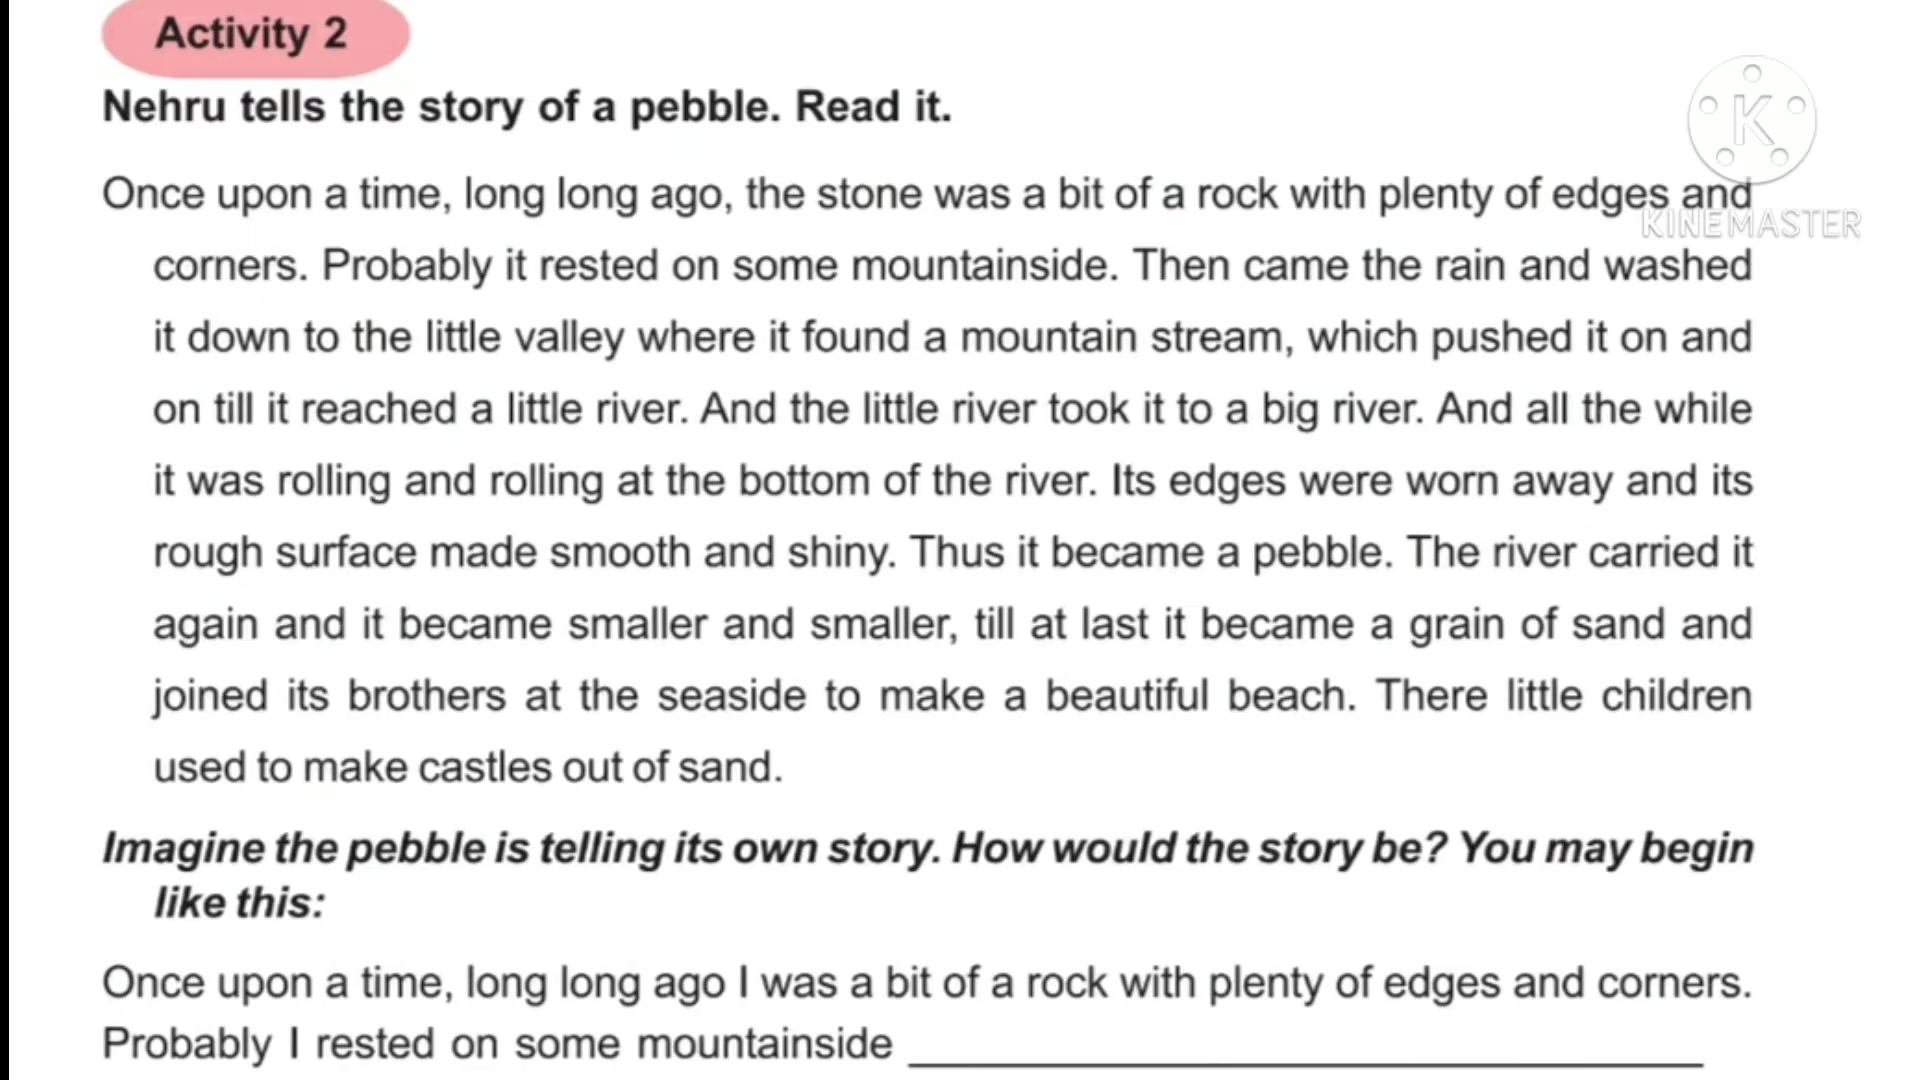 Activity 2
Nehru tells the story of a pebble. Read it.
K
KINEMASTER
Once upon a time, long long ago, the stone was a bit of a rock with plenty of edges and
corners. Probably it rested on some mountainside. Then came the rain and washed
it down to the little valley where it found a mountain stream, which pushed it on and
on till it reached a little river. And the little river took it to a big river. And all the while
it was rolling and rolling at the bottom of the river. Its edges were worn away and its
rough surface made smooth and shiny. Thus it became a pebble. The river carried it
again and it became smaller and smaller, till at last it became a grain of sand and
joined its brothers at the seaside to make a beautiful beach. There little children
used to make castles out of sand.
Imagine the pebble is telling its own story. How would the story be? You may begin
like this:
Once upon a time, long long ago I was a bit of a rock with plenty of edges and corners.
Probably I rested on some mountainside